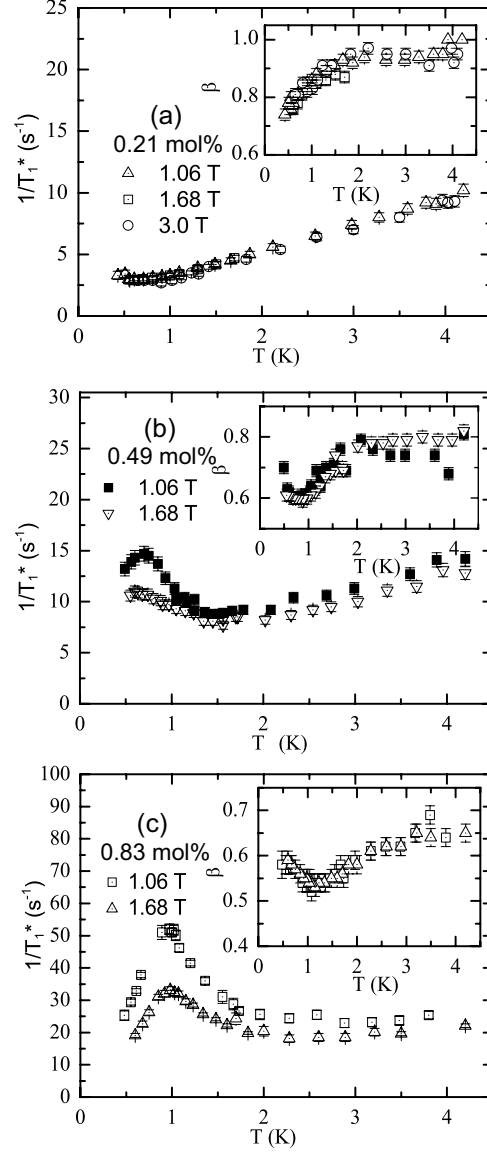 25
20
15
10
5
0
1/T₁* (s⁻¹)
(a)
0.21 mol%
1.06 T
1.68 T
3.0 T
1.0
0.8
0.6
β
0 1 2 3 4
T (K)
0 1 2 3 4
T (K)
30
25
20
15
10
5
0
1/T₁* (s⁻¹)
(b)
0.49 mol%
1.06 T
1.68 T
0.8
0.6
β
0 1 2 3 4
T (K)
0 1 2 3 4
T (K)
100
90
80
70
60
50
40
30
20
10
0
1/T₁* (s⁻¹)
(c)
0.83 mol%
1.06 T
1.68 T
0.7
0.6
0.5
0.4
β
0 1 2 3 4
T (K)
0 1 2 3 4
T (K)